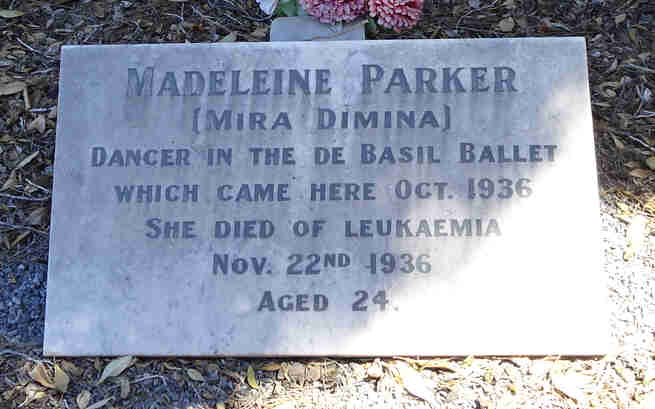 MADELEINE PARKER
[MIRA DIMINA]
DANCER IN THE DE BASIL BALLET
WHICH CAME HERE OCT. 1936
SHE DIED OF LEUKAEMIA
NOV. 22ND 1936
AGED 24.